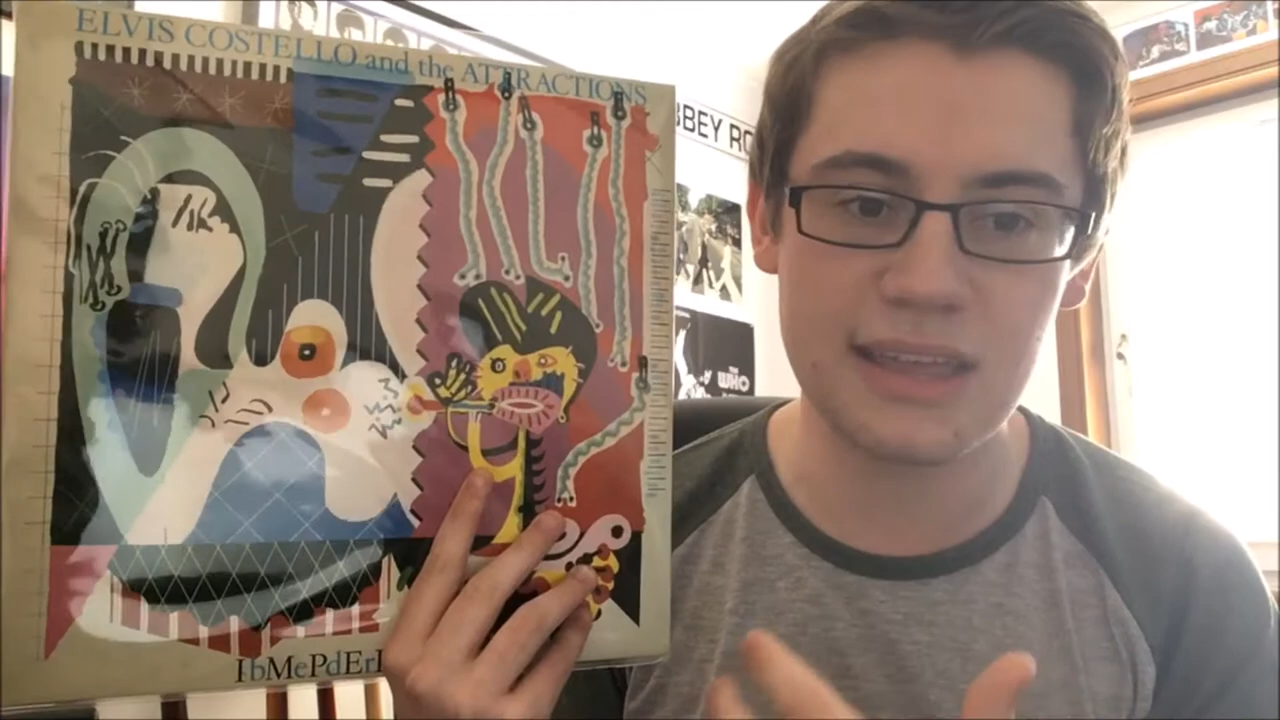 ELVIS COSTELLO and the ATTRACTIONS
BBEY RO
THE
WHO
IbMePdErI